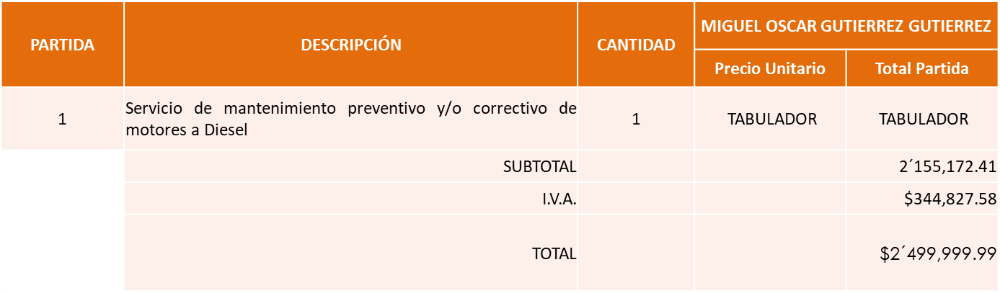 PARTIDA
DESCRIPCIÓN
CANTIDAD
MIGUEL OSCAR GUTIERREZ GUTIERREZ
Precio Unitario
Total Partida
1
Servicio de mantenimiento preventivo y/o correctivo de
motores a Diesel
1
TABULADOR
TABULADOR
SUBTOTAL
2´155,172.41
I.V.A.
$344,827.58
TOTAL
$2´499,999.99